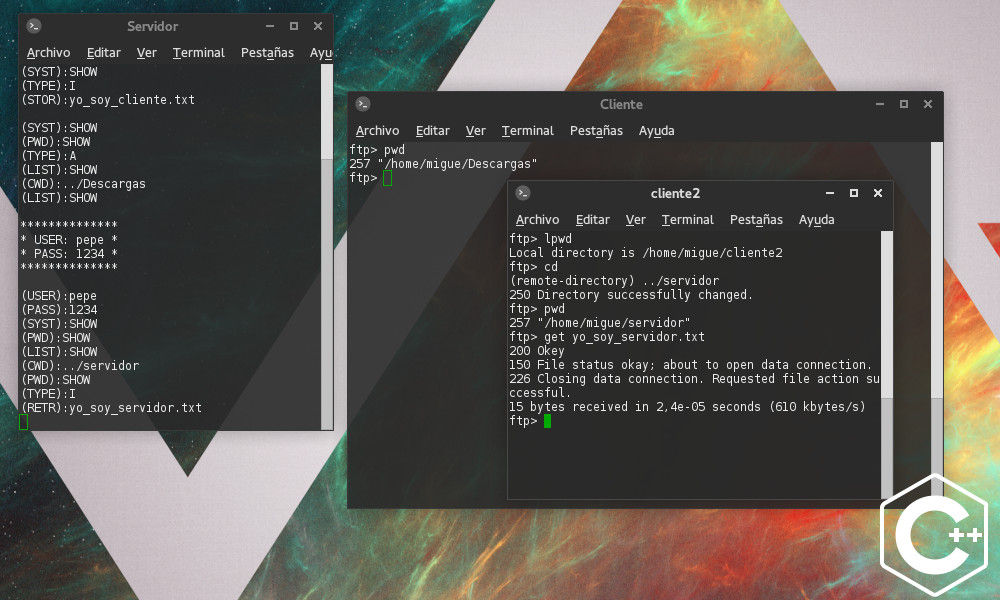 Servidor
Archivo Editar Ver Terminal Pestañas Ayu
(SYST):SHOW
(TYPE):I
(STOR):yo_soy_cliente.txt
(SYST):SHOW
(PWD):SHOW
(TYPE):A
(LIST):SHOW
(CWD):../Descargas
(LIST):SHOW
**************
* USER: pepe *
* PASS: 1234 *
**************
(USER):pepe
(PASS):1234
(SYST):SHOW
(PWD):SHOW
(LIST):SHOW
(CWD):../servidor
(PWD):SHOW
(TYPE):I
(RETR):yo_soy_servidor.txt
Cliente
Archivo Editar Ver Terminal Pestañas Ayuda
ftp> pwd
257 "/home/migue/Descargas"
ftp>
cliente2
Archivo Editar Ver Terminal Pestañas Ayuda
ftp> lpwd
Local directory is /home/migue/cliente2
ftp> cd
(remote-directory) ../servidor
250 Directory successfully changed.
ftp> pwd
257 "/home/migue/servidor"
ftp> get yo_soy_servidor.txt
200 Okey
150 File status okay; about to open data connection.
226 Closing data connection. Requested file action su
ccessful.
15 bytes received in 2,4e-05 seconds (610 kbytes/s)
ftp>
C++